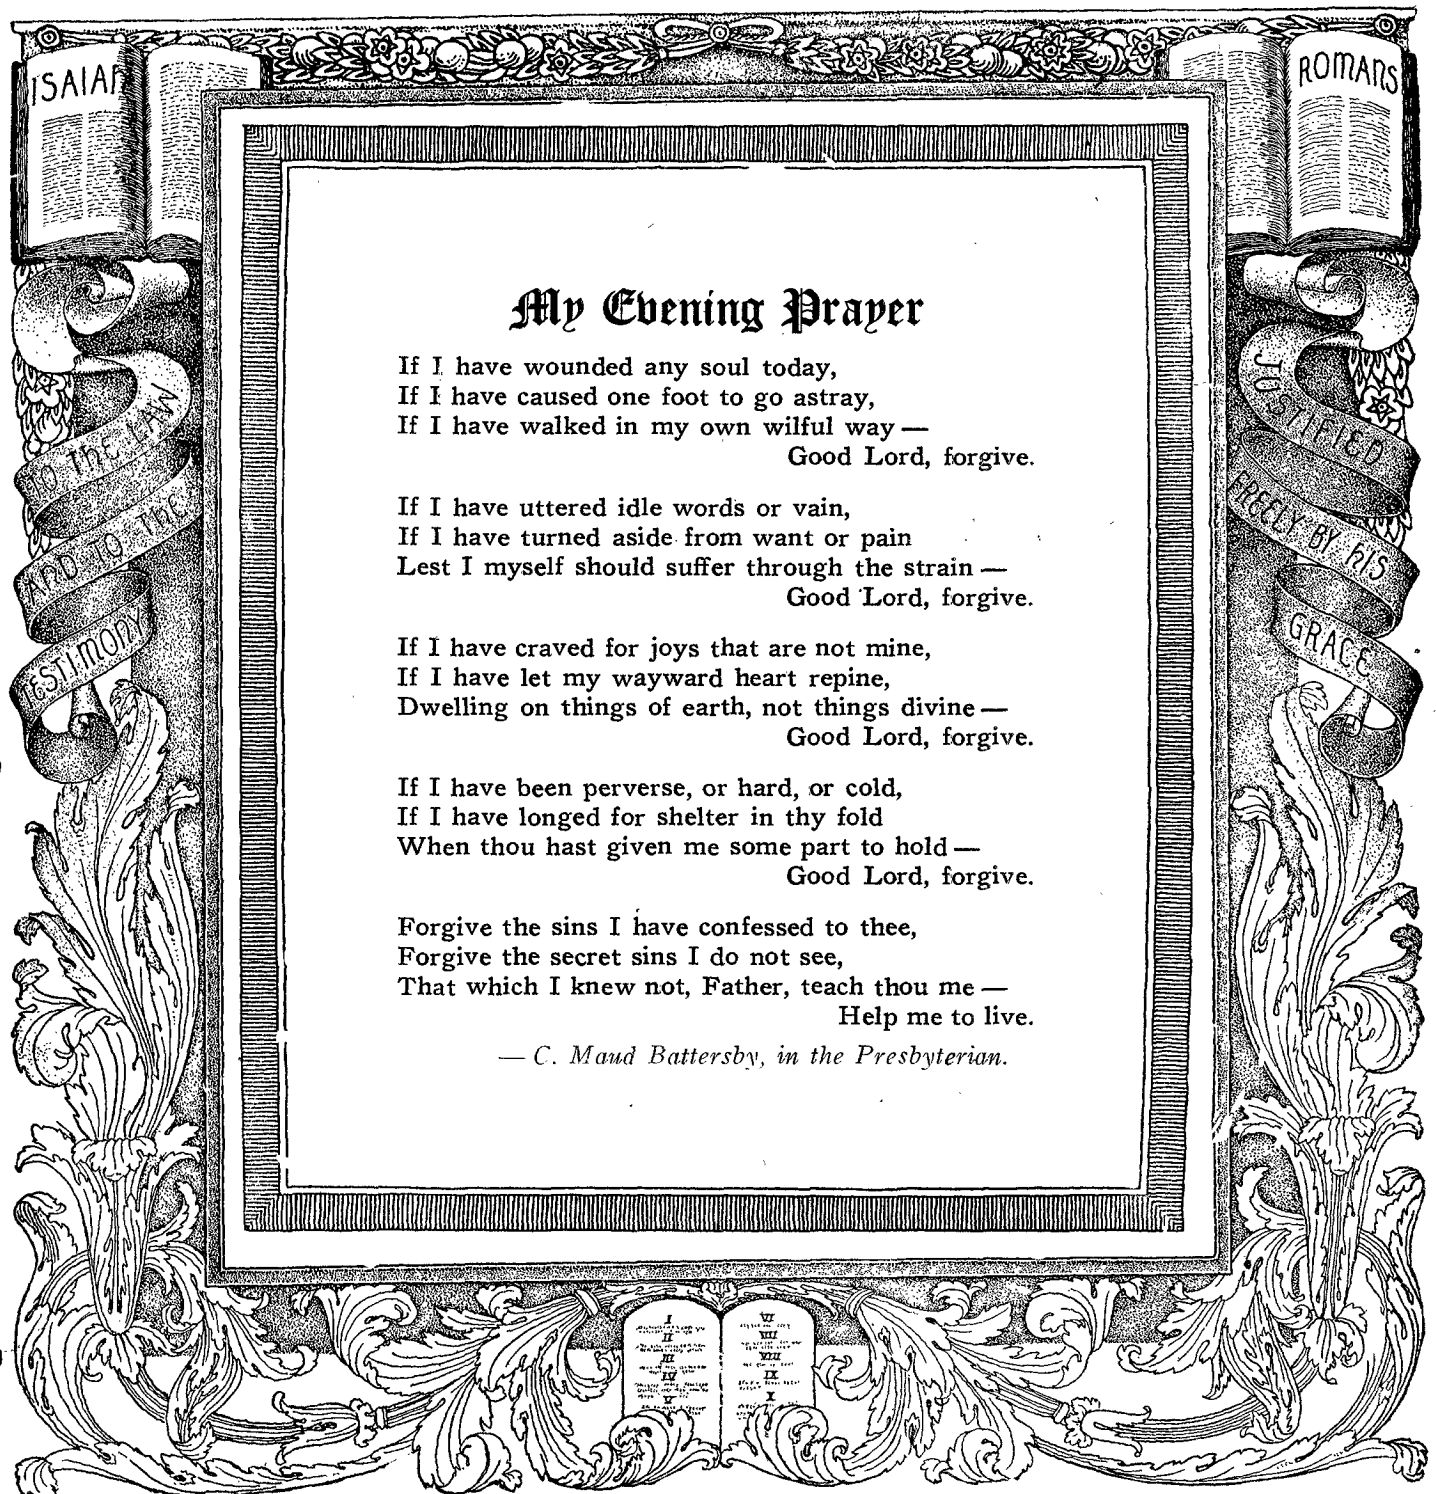 ISAIAH
ROMANS
My Evening Prayer
If I have wounded any soul today,
If I have caused one foot to go astray,
If I have walked in my own wilful way —
Good Lord, forgive.
If I have uttered idle words or vain,
If I have turned aside from want or pain
Lest I myself should suffer through the strain —
Good Lord, forgive.
If I have craved for joys that are not mine,
If I have let my wayward heart repine,
Dwelling on things of earth, not things divine —
Good Lord, forgive.
If I have been perverse, or hard, or cold,
If I have longed for shelter in thy fold
When thou hast given me some part to hold —
Good Lord, forgive.
Forgive the sins I have confessed to thee,
Forgive the secret sins I do not see,
That which I knew not, Father, teach thou me —
Help me to live.
— C. Maud Battersby, in the Presbyterian.
TO THE LAW
AND TO THE
TESTIMONY
JUSTIFIED
FREELY BY HIS
GRACE
I
II
III
IV
V
VI
VII
VIII
IX
X